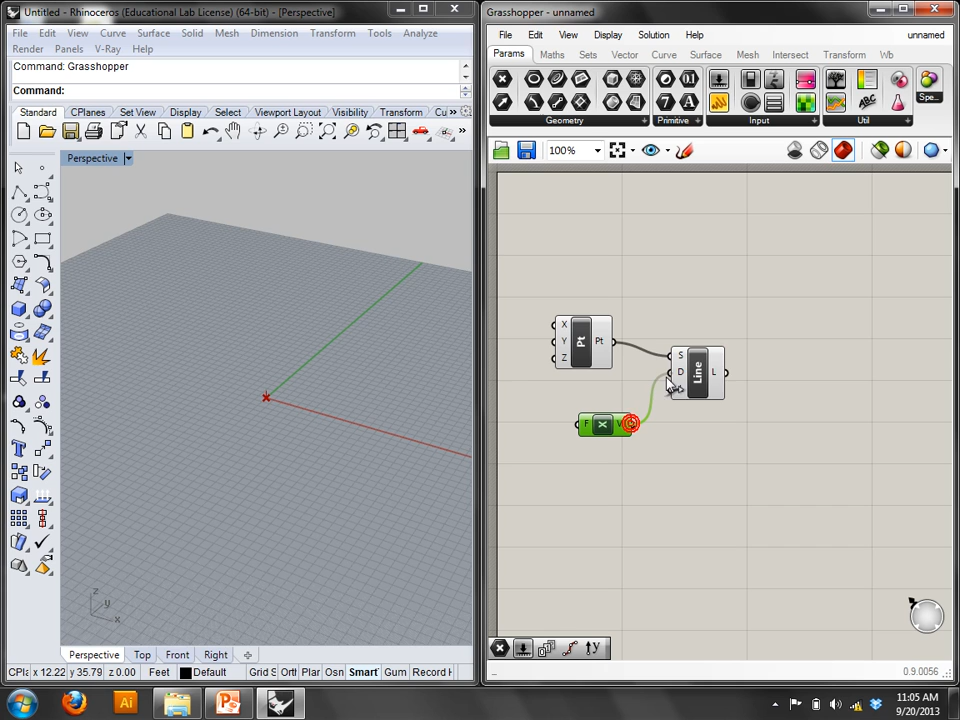 Untitled - Rhinoceros (Educational Lab License) (64-bit) - [Perspective]
File Edit View Curve Surface Solid Mesh Dimension Transform Tools Analyze
Render Panels V-Ray Help
Command: Grasshopper
Command:
Standard CPlanes Set View Display Select Viewport Layout Visibility Transform Cu »
Perspective
z
y
x
Perspective Top Front Right
CPla x 12.22 y 35.79 z 0.00 Feet Default Grid S Ortl Plar Osn Smart Gum Record H
Grasshopper - unnamed
File Edit View Display Solution Help unnamed
Params Maths Sets Vector Curve Surface Mesh Intersect Transform Wb
Geometry Primitive Input Util Spe...
100%
X
Y Pt Pt
Z
S
D Line L
F X V
0.9.0056
Ai
11:05 AM
9/20/2013